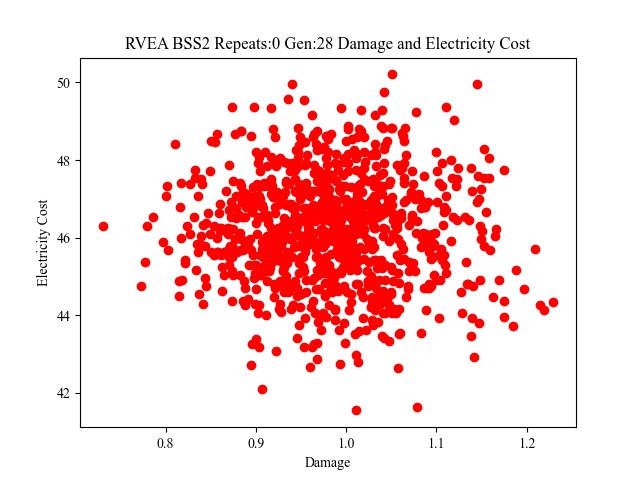 RVEA BSS2 Repeats:0 Gen:28 Damage and Electricity Cost
50
48
46
44
42
Electricity Cost
0.8 0.9 1.0 1.1 1.2
Damage